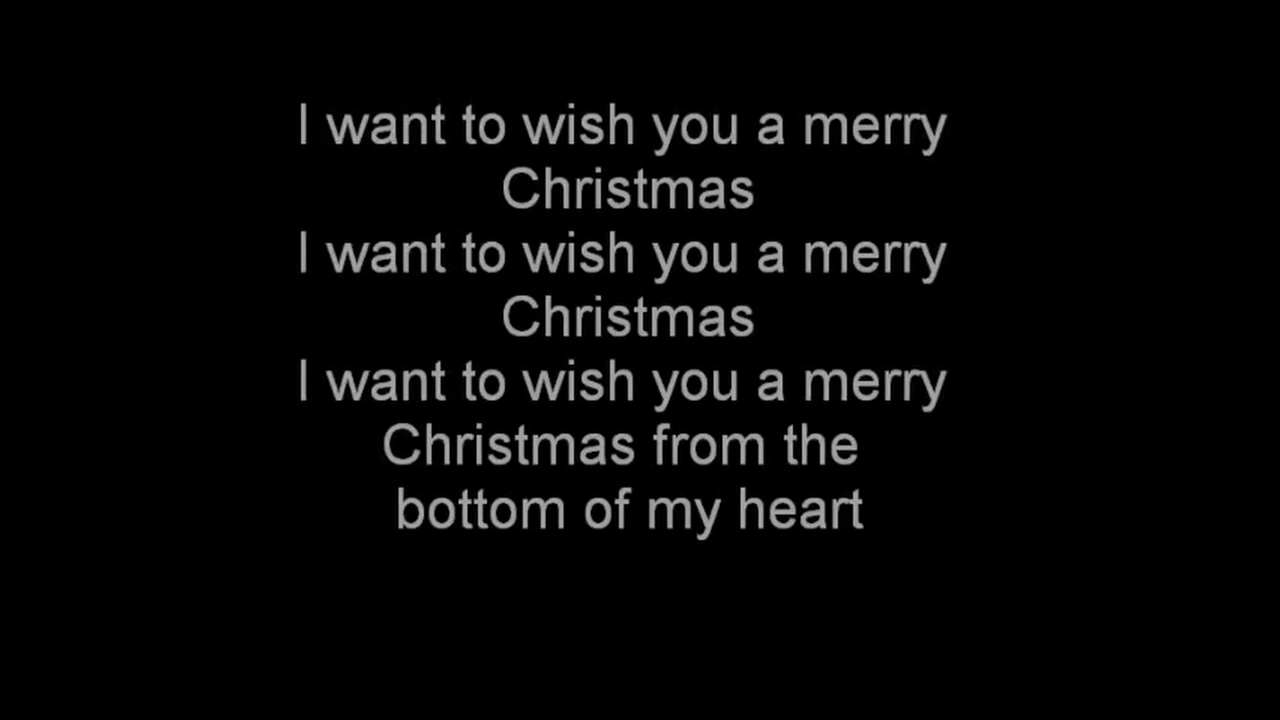 I want to wish you a merry
Christmas
I want to wish you a merry
Christmas
I want to wish you a merry
Christmas from the
bottom of my heart